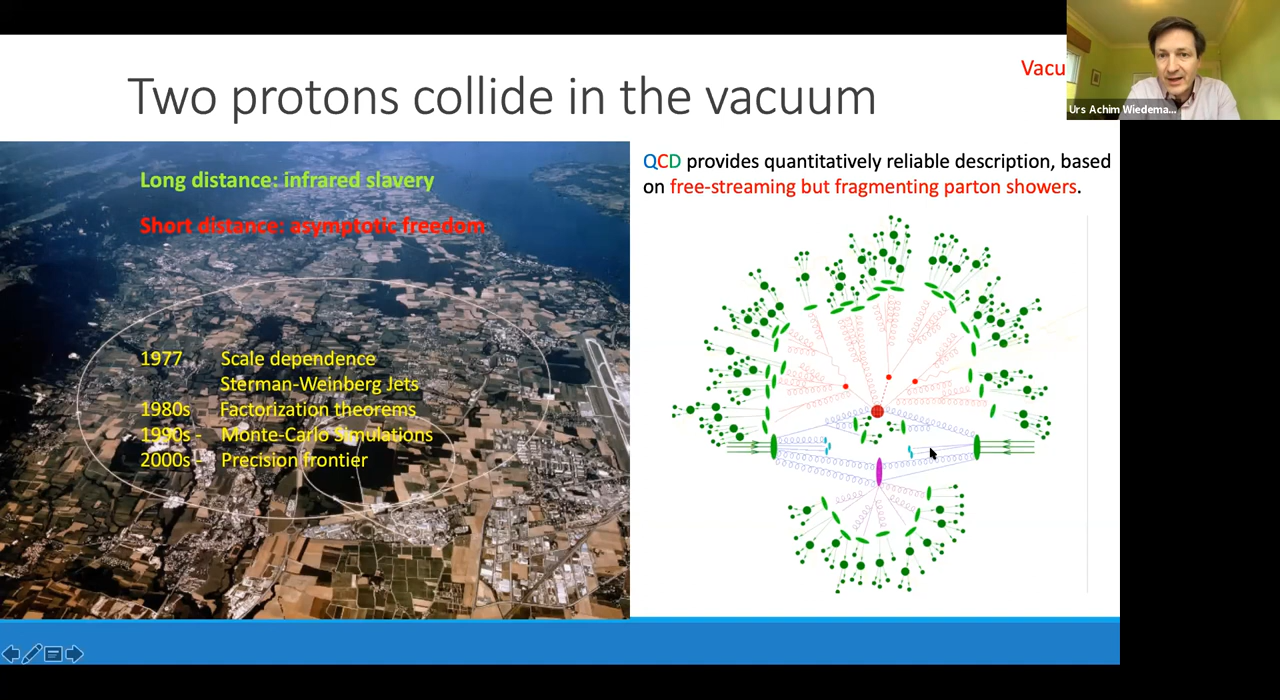 Two protons collide in the vacuum
Vacu
Urs Achim Wiedema...
Long distance: infrared slavery
Short distance: asymptotic freedom
1977 Scale dependence
Sterman-Weinberg Jets
1980s Factorization theorems
1990s - Monte-Carlo Simulations
2000s – Precision frontier
QCD provides quantitatively reliable description, based
on free-streaming but fragmenting parton showers.